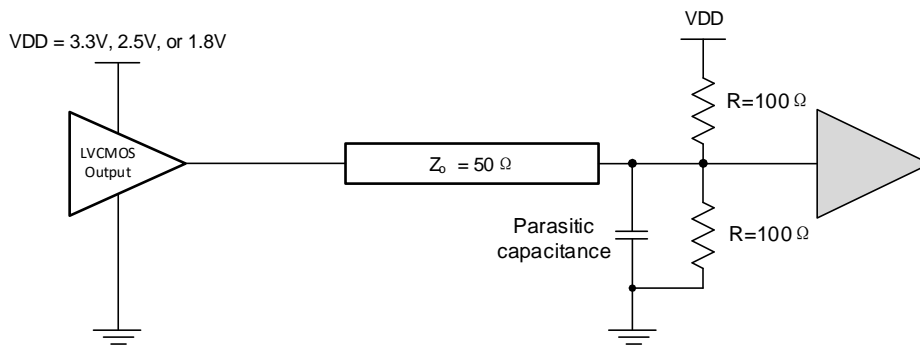 VDD = 3.3V, 2.5V, or 1.8V
VDD
R=100 Ω
LVCMOS
Output
Zo = 50 Ω
Parasitic
capacitance
R=100 Ω